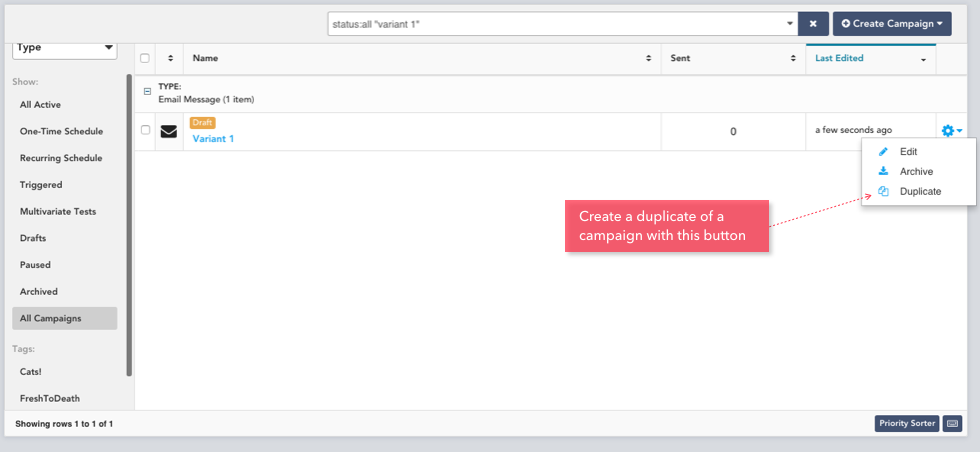 status:all "variant 1"
Create Campaign
Type
Name
Sent
Last Edited
Show:
All Active
One-Time Schedule
Recurring Schedule
Triggered
Multivariate Tests
Drafts
Paused
Archived
All Campaigns
Tags:
Cats!
FreshToDeath
TYPE:
Email Message (1 item)
Draft
Variant 1
0
a few seconds ago
Edit
Archive
Duplicate
Create a duplicate of a
campaign with this button
Showing rows 1 to 1 of 1
Priority Sorter